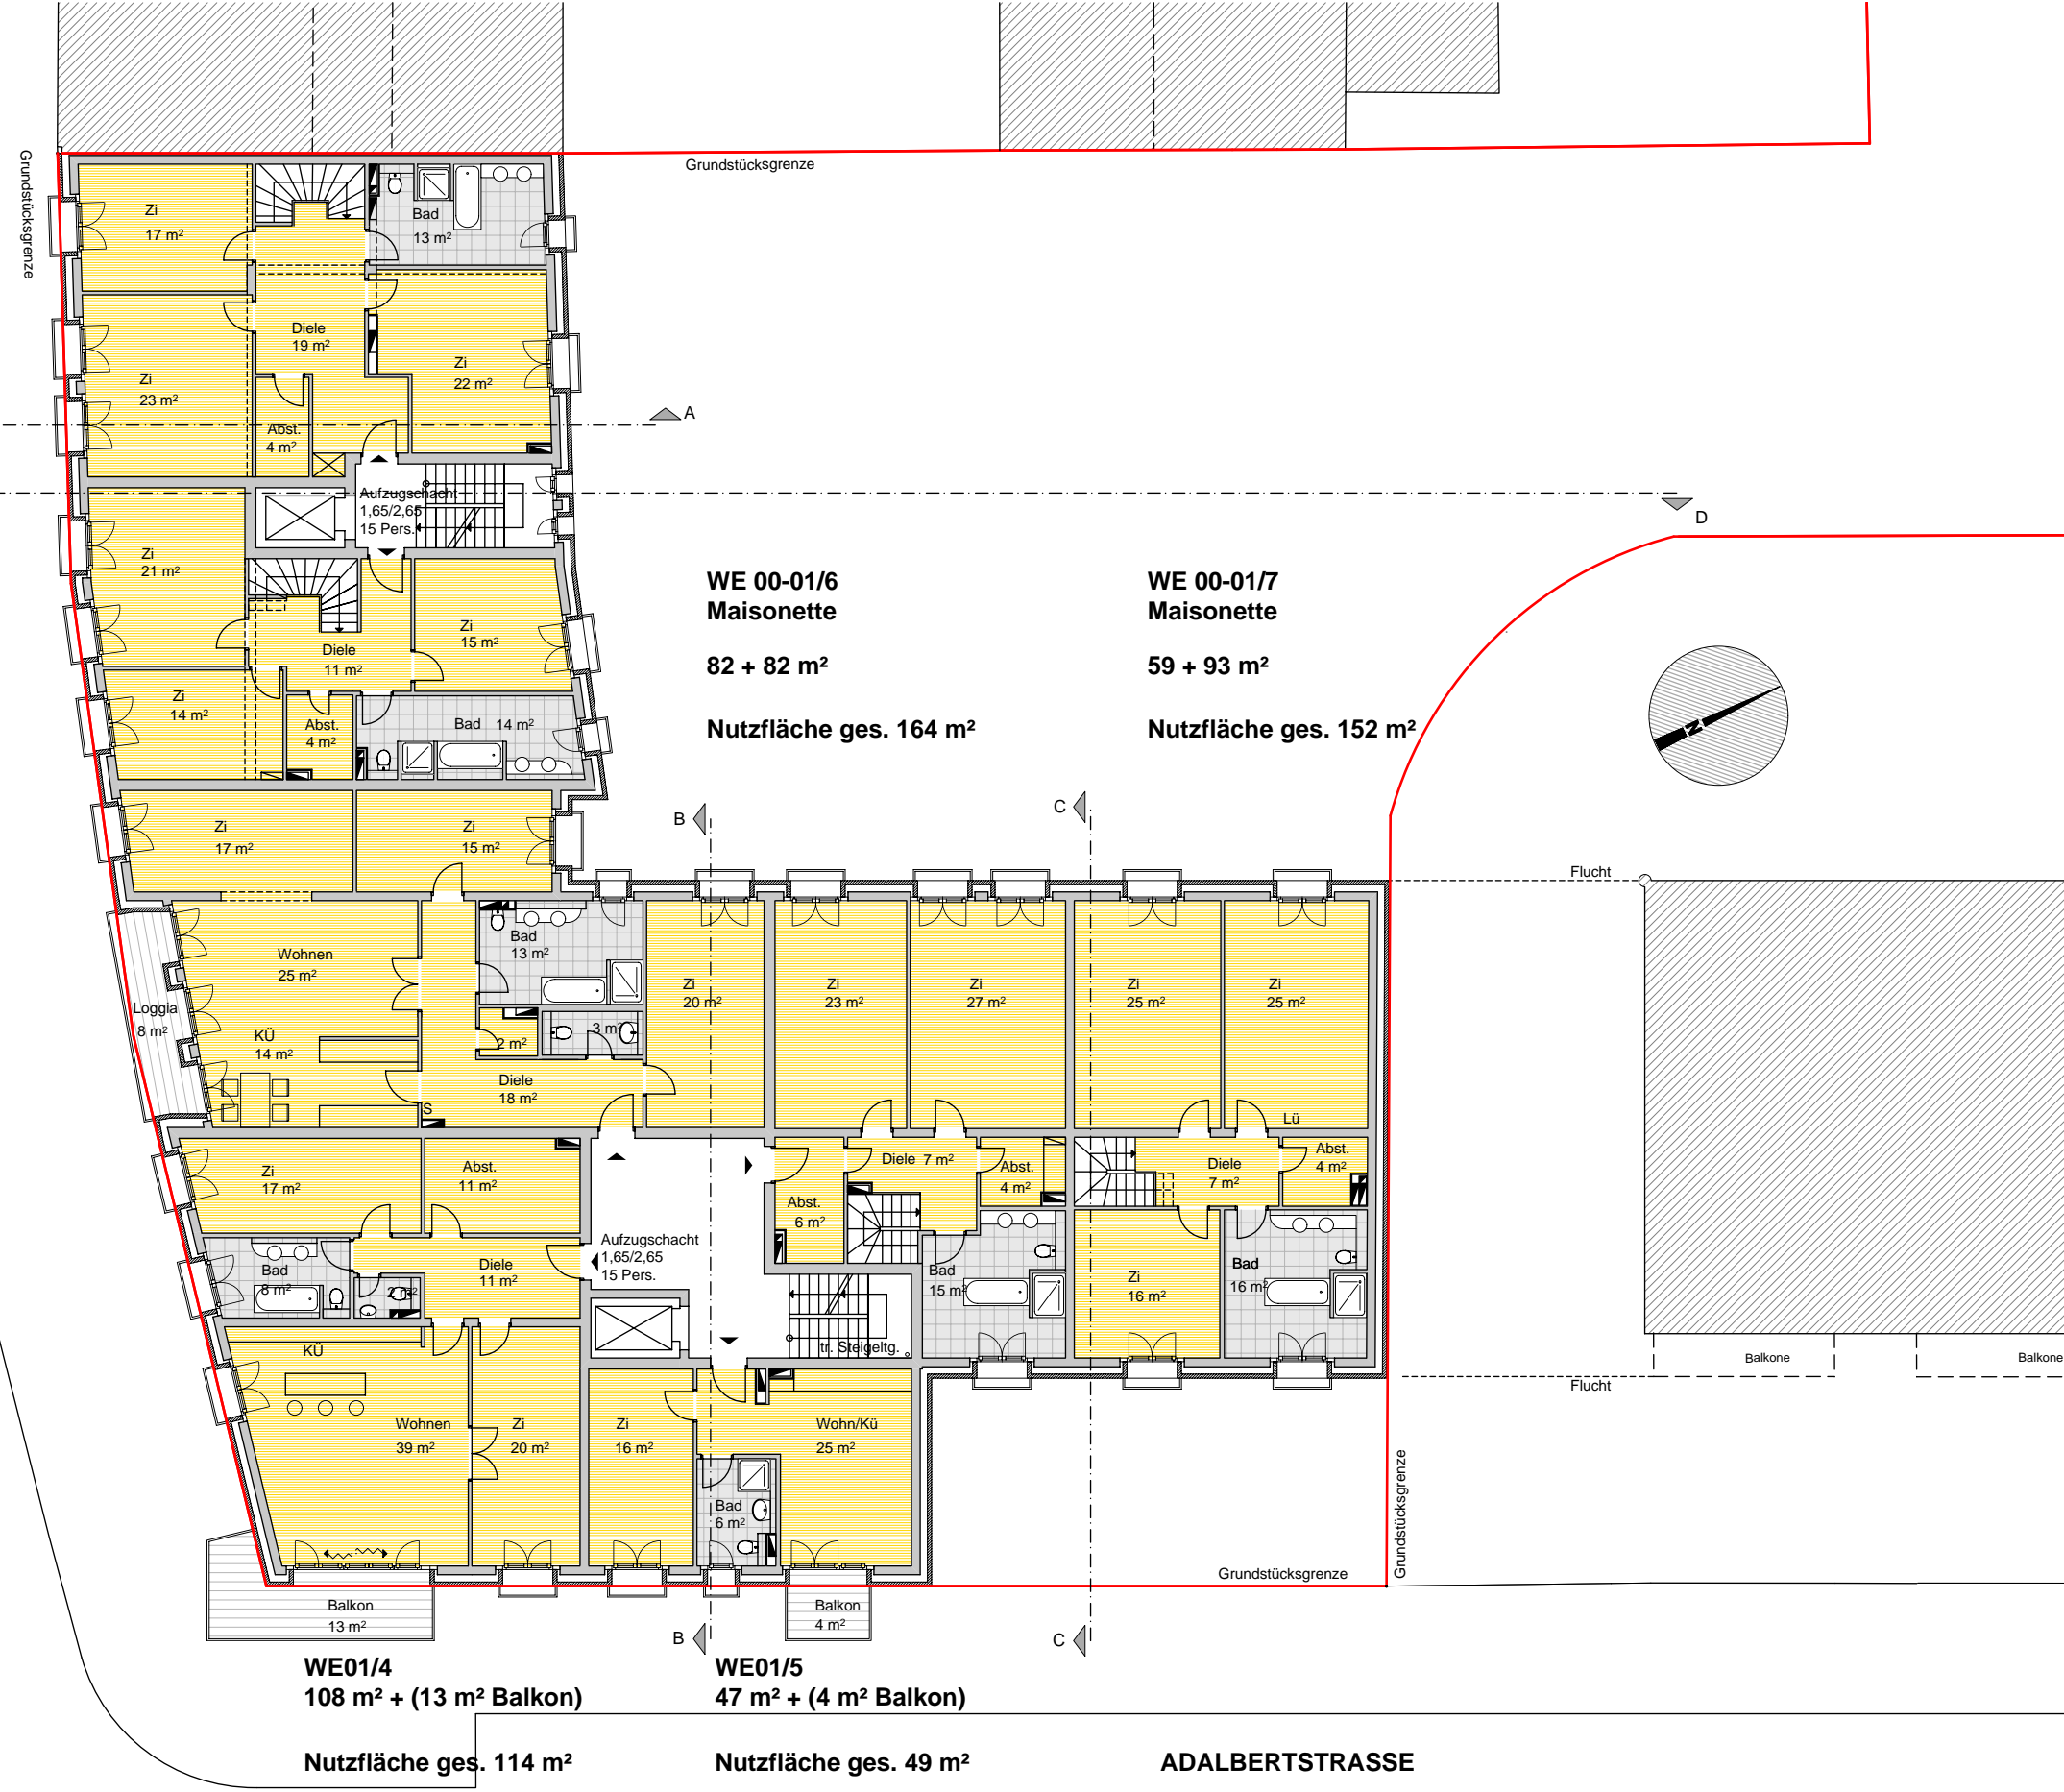 Grundstücksgrenze
Grundstücksgrenze
Zi
17 m²
Bad
13 m²
Diele
19 m²
Zi
22 m²
Zi
23 m²
Abst.
4 m²
A
Aufzugschacht
1,65/2,65
15 Pers.
D
Zi
21 m²
Zi
15 m²
Diele
11 m²
Zi
14 m²
Abst.
4 m²
Bad 14 m²
WE 00-01/6
Maisonette
82 + 82 m²
Nutzfläche ges. 164 m²
WE 00-01/7
Maisonette
59 + 93 m²
Nutzfläche ges. 152 m²
N
B
C
Zi
17 m²
Zi
15 m²
Flucht
Wohnen
25 m²
Bad
13 m²
Loggia
8 m²
KÜ
14 m²
2 m²
3 m²
Diele
18 m²
S
Zi
20 m²
Zi
23 m²
Zi
27 m²
Zi
25 m²
Zi
25 m²
Lü
Zi
17 m²
Abst.
11 m²
Abst.
6 m²
Diele 7 m²
Abst.
4 m²
Diele
7 m²
Abst.
4 m²
Bad
8 m²
2 m²
Diele
11 m²
Aufzugschacht
1,65/2,65
15 Pers.
tr. Steigeltg.
Bad
15 m²
Zi
16 m²
Bad
16 m²
Balkone
Balkone
Flucht
KÜ
Wohnen
39 m²
Zi
20 m²
Zi
16 m²
Wohn/Kü
25 m²
Bad
6 m²
Grundstücksgrenze
Grundstücksgrenze
Balkon
13 m²
Balkon
4 m²
B
C
WE01/4
108 m² + (13 m² Balkon)
Nutzfläche ges. 114 m²
WE01/5
47 m² + (4 m² Balkon)
Nutzfläche ges. 49 m²
ADALBERTSTRASSE